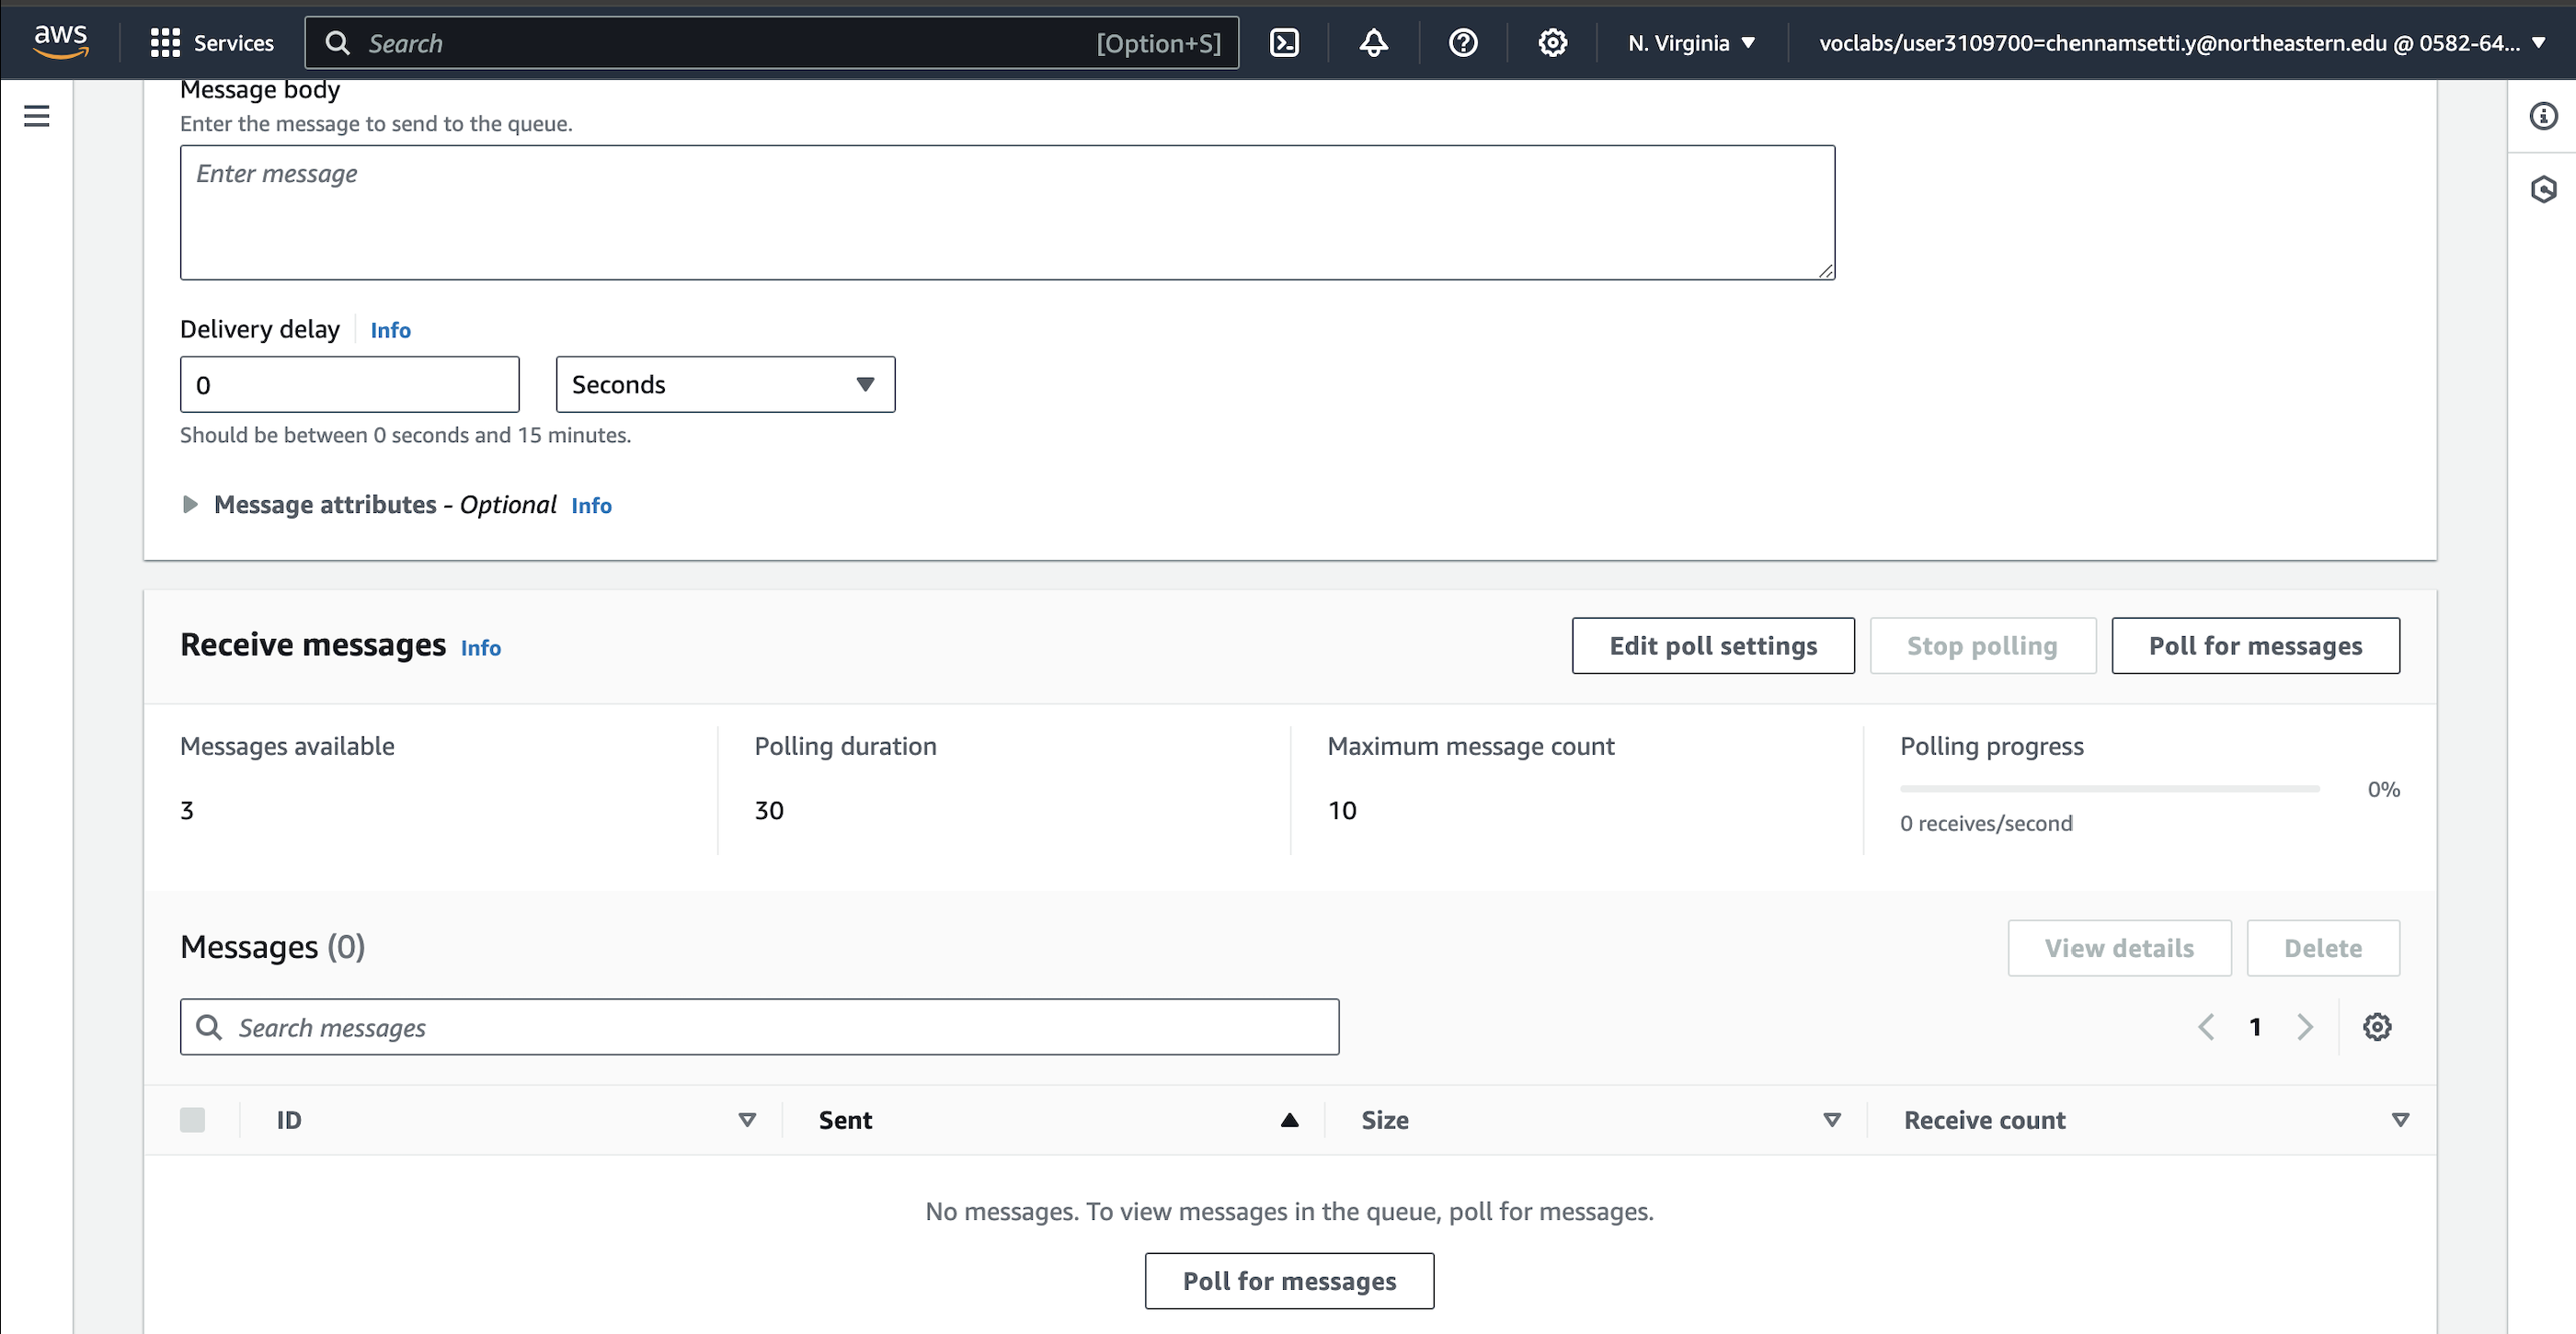 aws Services Search [Option+S] N. Virginia voclabs/user3109700=chennamsetti.y@northeastern.edu @ 0582-64...
Message body
Enter the message to send to the queue.
Enter message
Delivery delay Info
0 Seconds
Should be between 0 seconds and 15 minutes.
Message attributes - Optional Info
Receive messages Info Edit poll settings Stop polling Poll for messages
Messages available Polling duration Maximum message count Polling progress
3 30 10 0%
0 receives/second
Messages (0) View details Delete
Search messages 1
ID Sent Size Receive count
No messages. To view messages in the queue, poll for messages.
Poll for messages